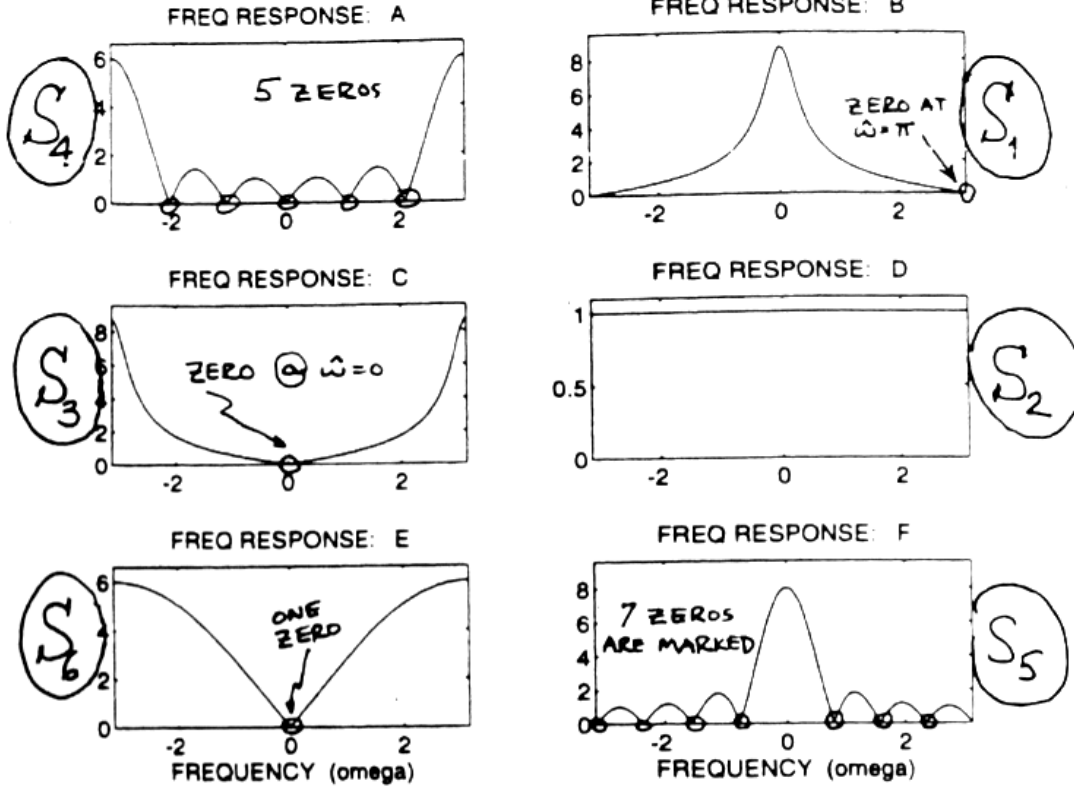 FREQ RESPONSE: A
6
4
2
0
-2
0
2
5 ZEROS
S4
FREQ RESPONSE: B
8
6
4
2
0
-2
0
2
ZERO AT
ω̂=π
S1
FREQ RESPONSE: C
8
6
4
2
0
-2
0
2
ZERO @ ω̂=0
S3
FREQ RESPONSE: D
1
0.5
0
-2
0
2
S2
FREQ RESPONSE: E
6
4
2
0
-2
0
2
FREQUENCY (omega)
ONE
ZERO
S6
FREQ RESPONSE: F
8
6
4
2
0
-2
0
2
FREQUENCY (omega)
7 ZEROS
ARE MARKED
S5